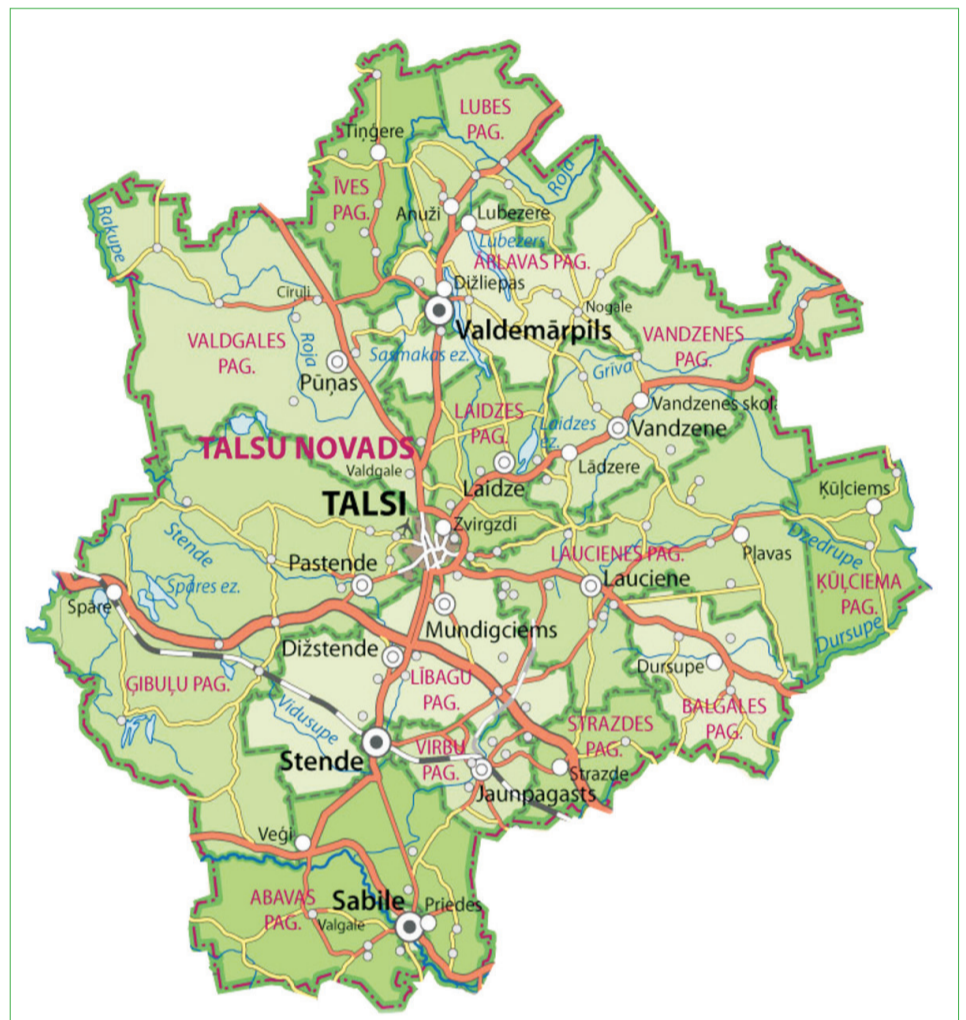 LUBES
PAG.
Tiņģere
Roja
ĪVES
PAG.
Anuži
Lubezere
Rakupe
Lubezers
ĀRLAVAS PAG.
Dižliepas
Cīruļi
Nogale
Valdemārpils
VALDGALES
PAG.
Roja
VANDZENES
PAG.
Sasmakas ez.
Grīva
Pūņas
Vandzenes skola
LAIDZES
PAG.
Laidzes
ez.
Vandzene
TALSU NOVADS
Valdgale
Lādzere
Laidze
Ķūļciems
TALSI
Zvirgzdi
Stende
Dzedrupe
Pļavas
LAUCIENES PAG.
Pastende
Lauciene
ĶŪĻCIEMA
PAG.
Spāres ez.
Spāre
Mundigciems
Dursupe
Dižstende
Dursupe
LĪBAGU
PAG.
ĢIBUĻU PAG.
BALGALES
PAG.
Vidusupe
STRAZDES
PAG.
VIRBU
PAG.
Stende
Strazde
Jaunpagasts
Veģi
ABAVAS
PAG.
Sabile
Priedes
Valgale